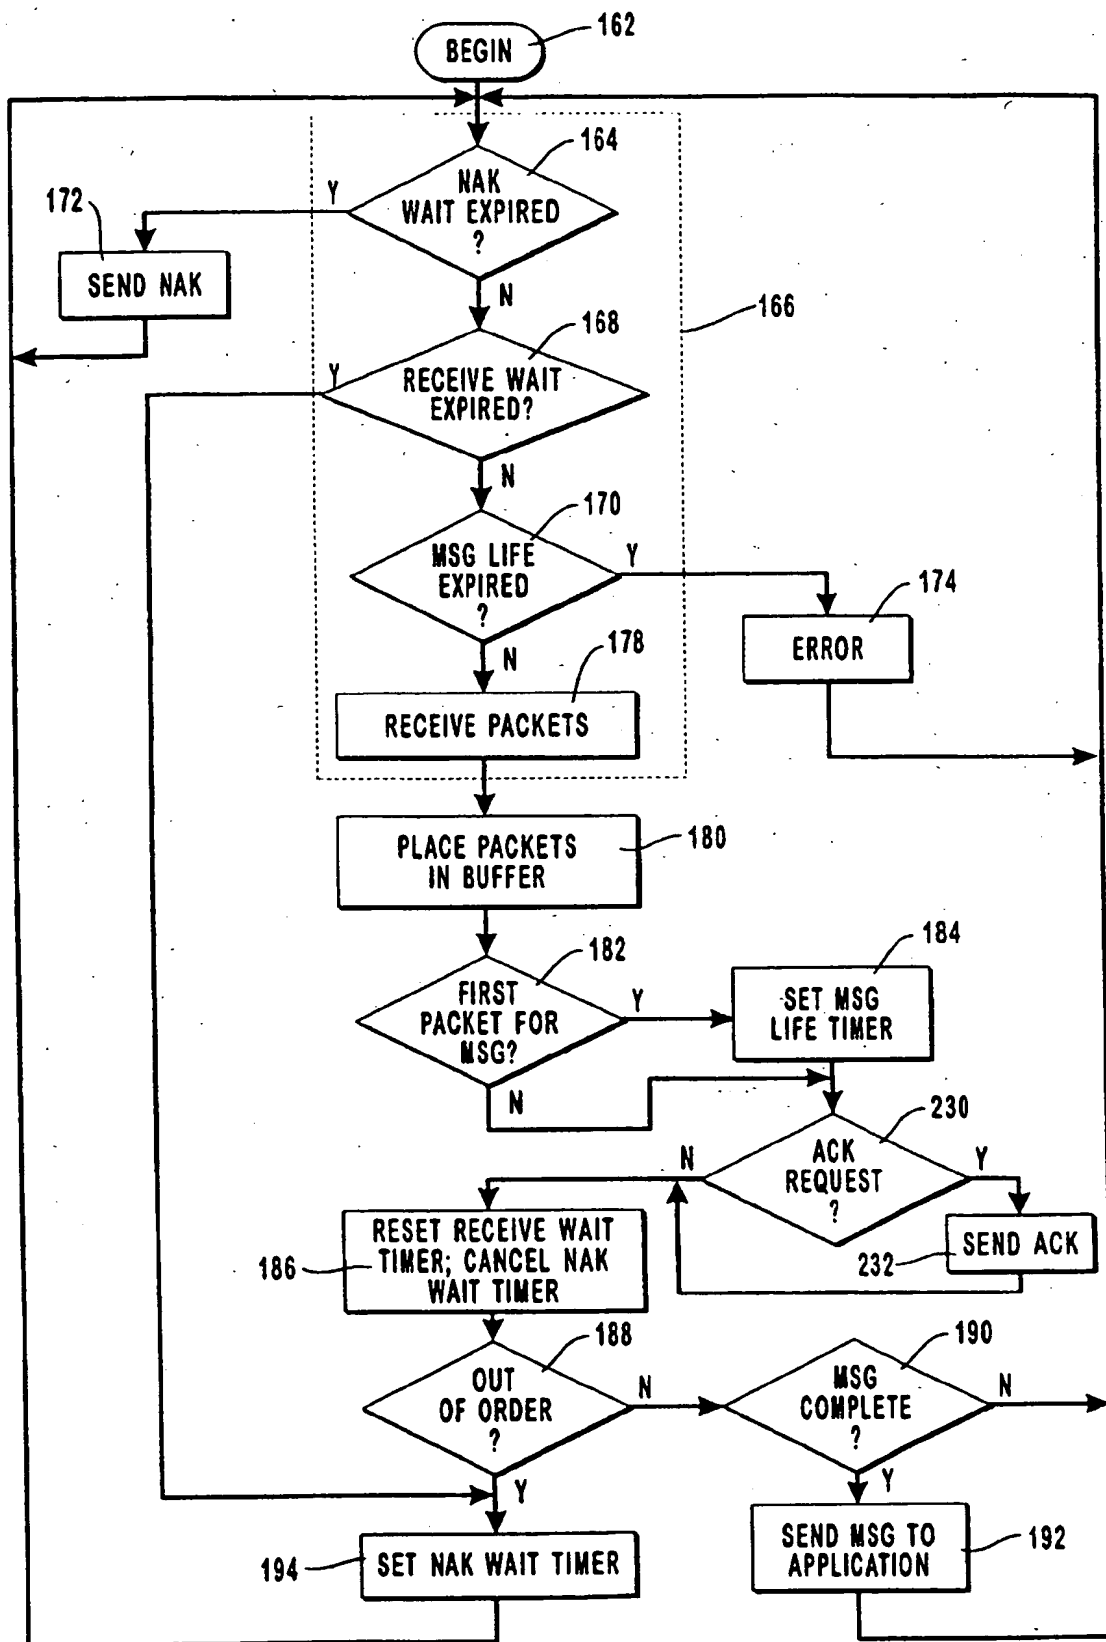 BEGIN
162
164
NAK
WAIT EXPIRED
?
Y
N
172
SEND NAK
166
168
RECEIVE WAIT
EXPIRED?
Y
N
170
MSG LIFE
EXPIRED
?
Y
N
174
ERROR
178
RECEIVE PACKETS
PLACE PACKETS
IN BUFFER
180
182
FIRST
PACKET FOR
MSG?
Y
N
184
SET MSG
LIFE TIMER
230
ACK
REQUEST
?
N
Y
SEND ACK
232
RESET RECEIVE WAIT
TIMER; CANCEL NAK
WAIT TIMER
186
188
OUT
OF ORDER
?
N
Y
190
MSG
COMPLETE
?
N
Y
194
SET NAK WAIT TIMER
SEND MSG TO
APPLICATION
192